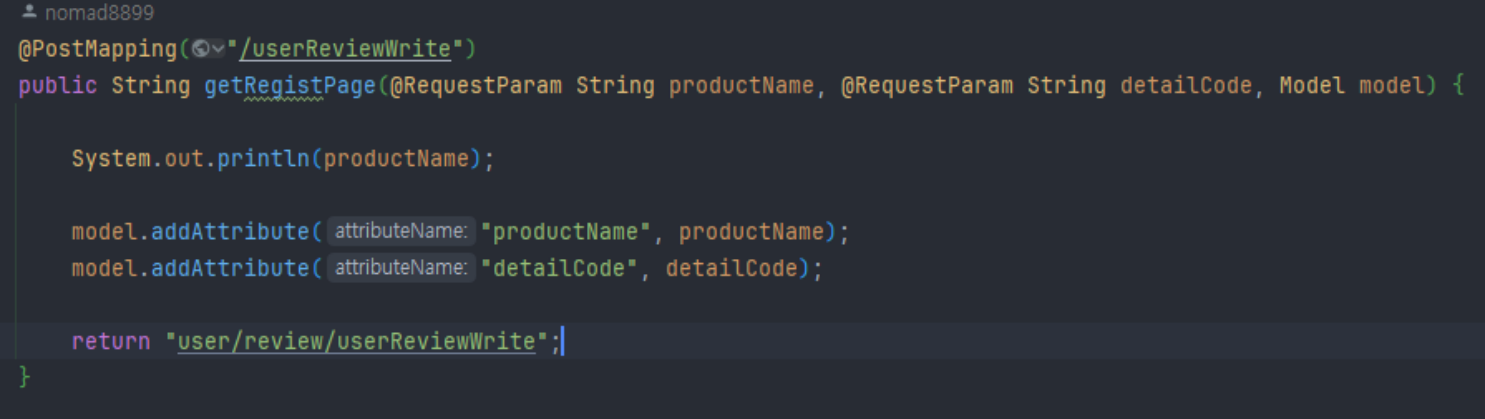 nomad8899
@PostMapping("/userReviewWrite")
public String getRegistPage(@RequestParam String productName, @RequestParam String detailCode, Model model) {
System.out.println(productName);
model.addAttribute( attributeName: "productName", productName);
model.addAttribute( attributeName: "detailCode", detailCode);
return "user/review/userReviewWrite";
}